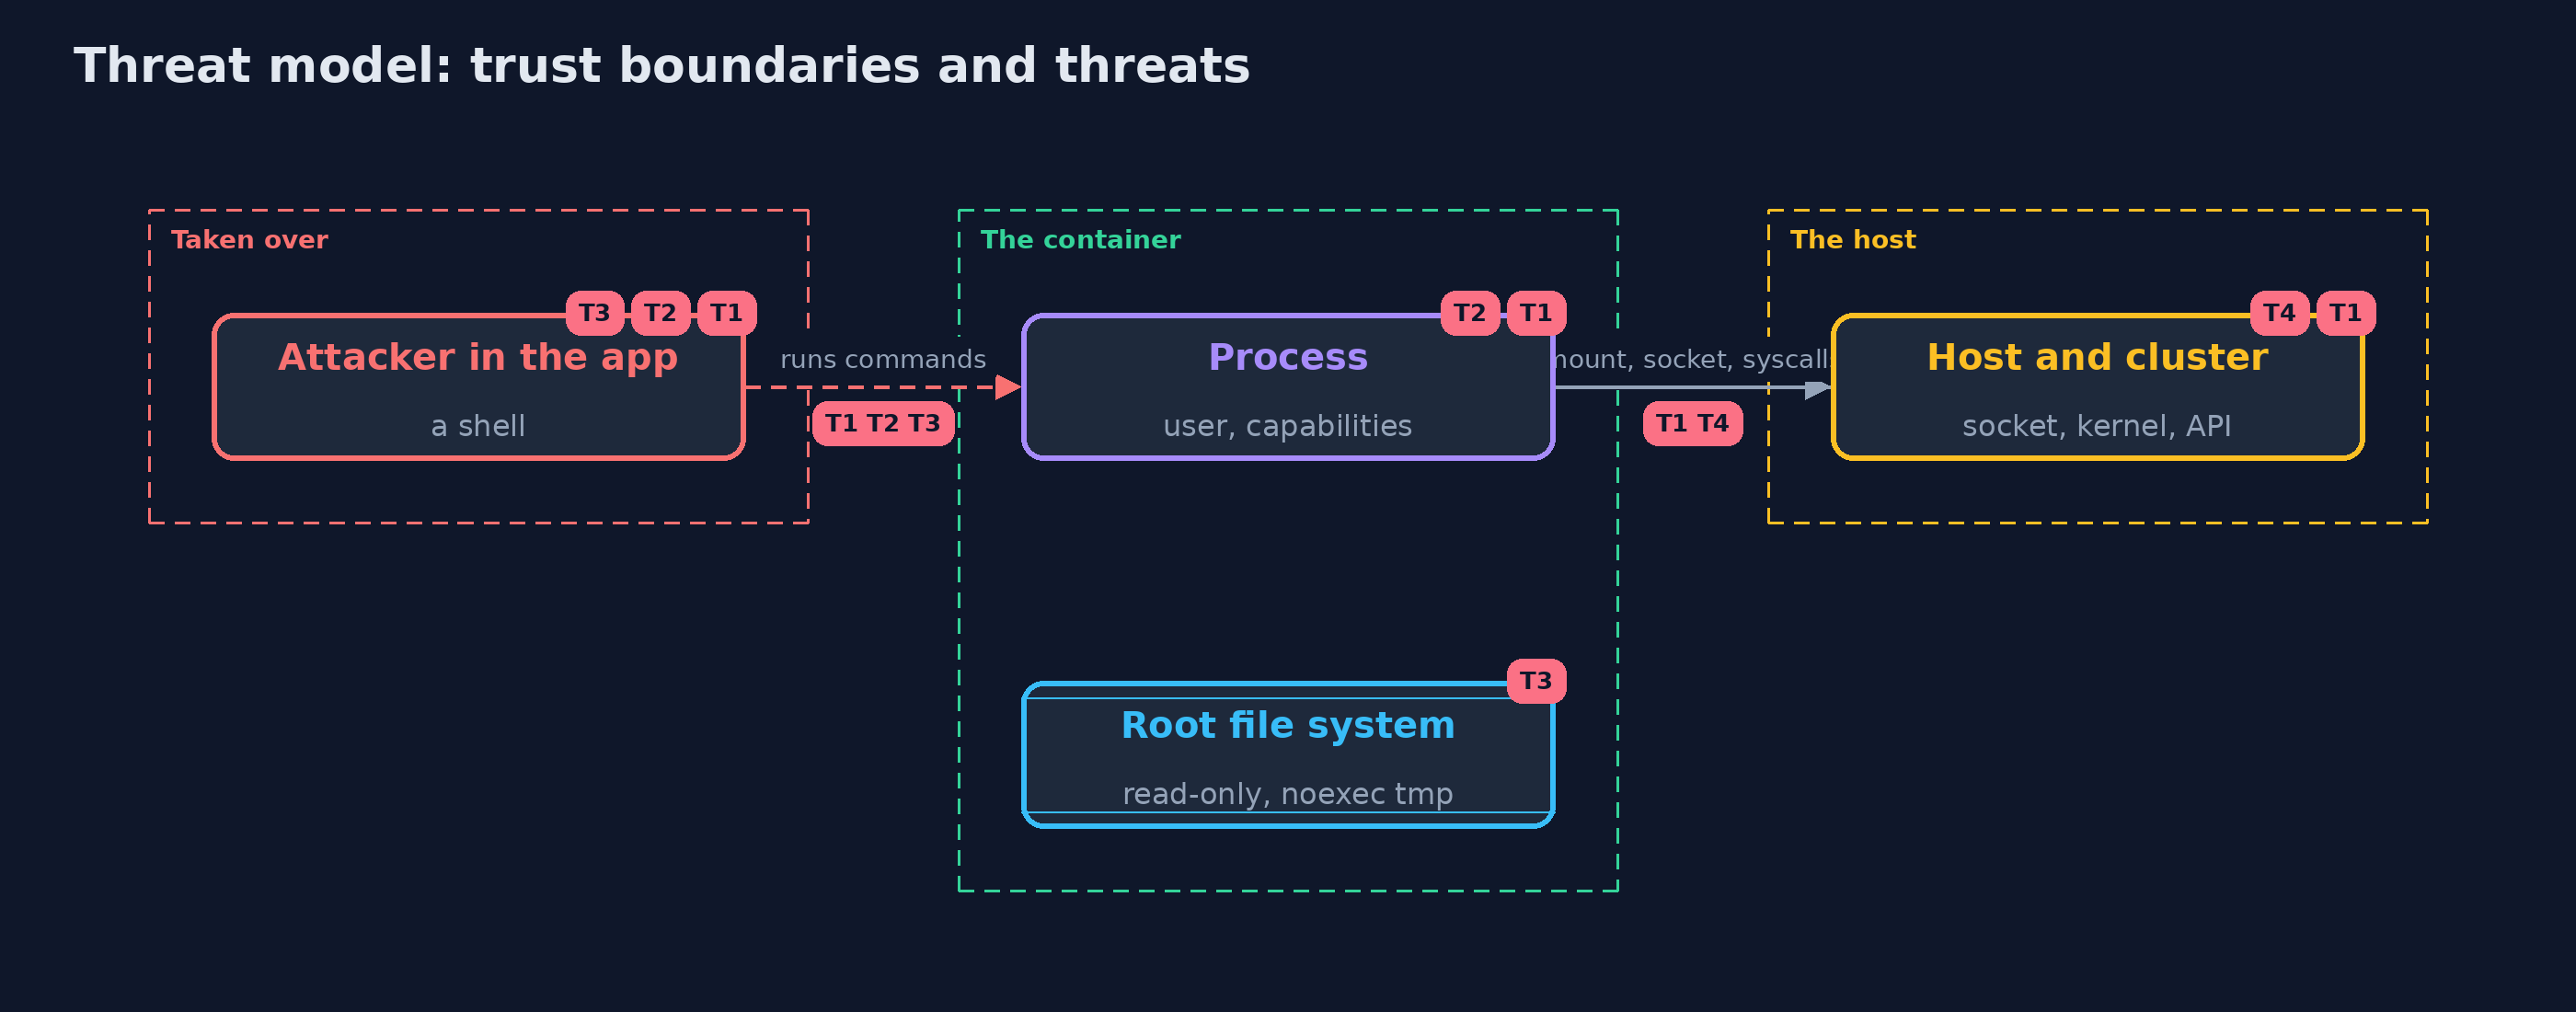 Threat model: trust boundaries and threats
Taken over
T3 T2 T1
Attacker in the app
a shell
runs commands
T1 T2 T3
The container
T2 T1
Process
user, capabilities
socket,
T1 T4
The host
T4 T1
Host and cluster
socket, kernel, API
T3
Root file system
read-only, noexec tmp